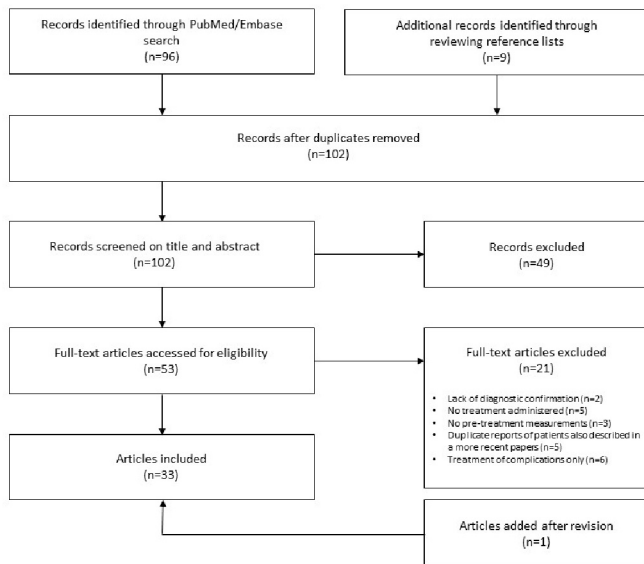 Records identified through PubMed/Embase
search
(n=96)
Additional records identified through
reviewing reference lists
(n=9)
Records after duplicates removed
(n=102)
Records screened on title and abstract
(n=102)
Records excluded
(n=49)
Full-text articles accessed for eligibility
(n=53)
Full-text articles excluded
(n=21)
• Lack of diagnostic confirmation (n=2)
• No treatment administered (n=5)
• No pre-treatment measurements (n=3)
• Duplicate reports of patients also described in
a more recent papers (n=5)
• Treatment of complications only (n=6)
Articles included
(n=33)
Articles added after revision
(n=1)